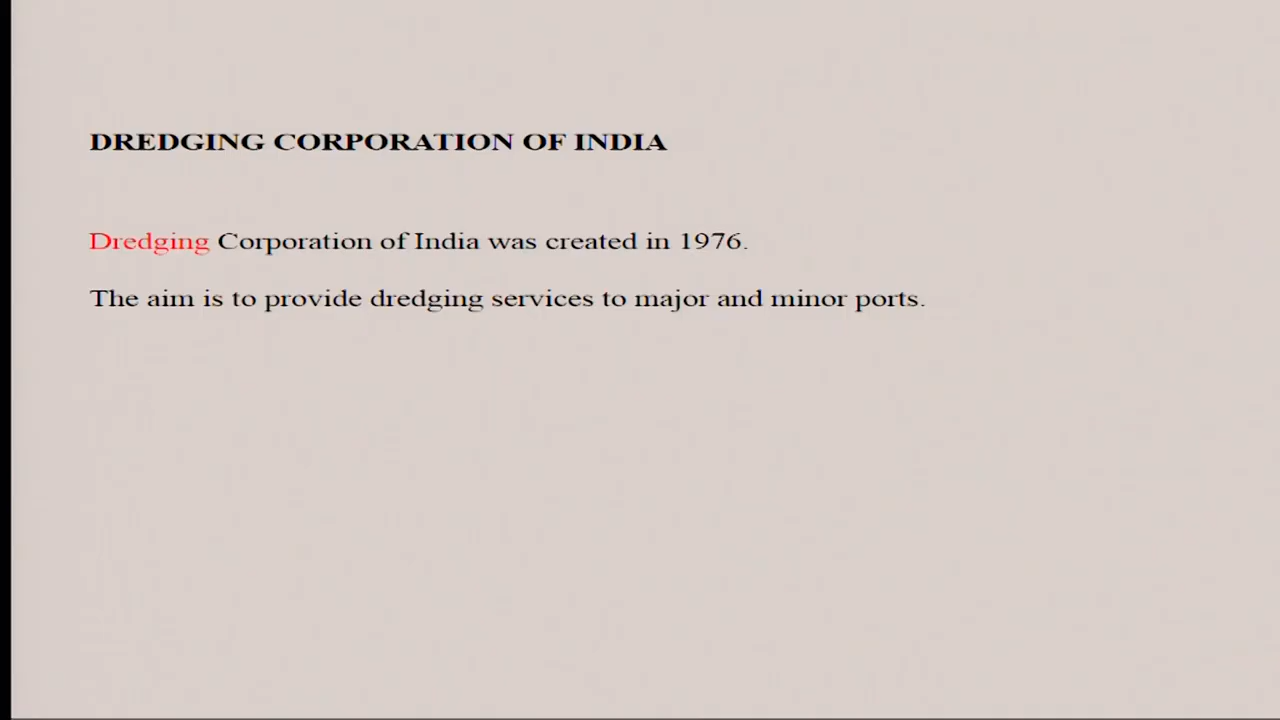 DREDGING CORPORATION OF INDIA
Dredging Corporation of India was created in 1976.
The aim is to provide dredging services to major and minor ports.